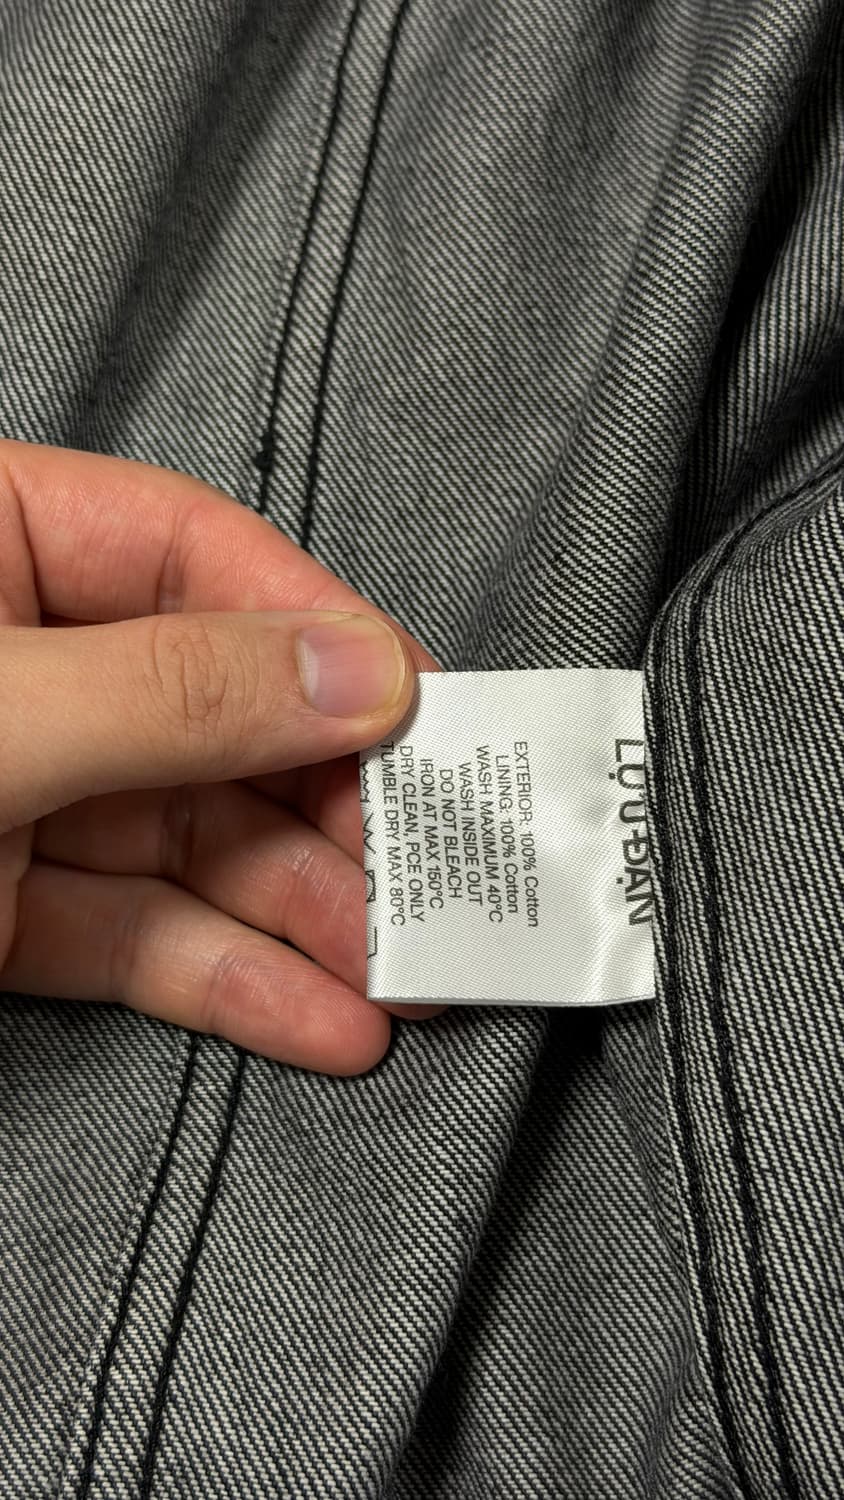 LỰU ĐẠN
EXTERIOR: 100% Cotton
LINING: 100% Cotton
WASH MAXIMUM 40°C
WASH INSIDE OUT
DO NOT BLEACH
IRON AT MAX 150°C
DRY CLEAN, PCE ONLY
TUMBLE DRY MAX 80°C